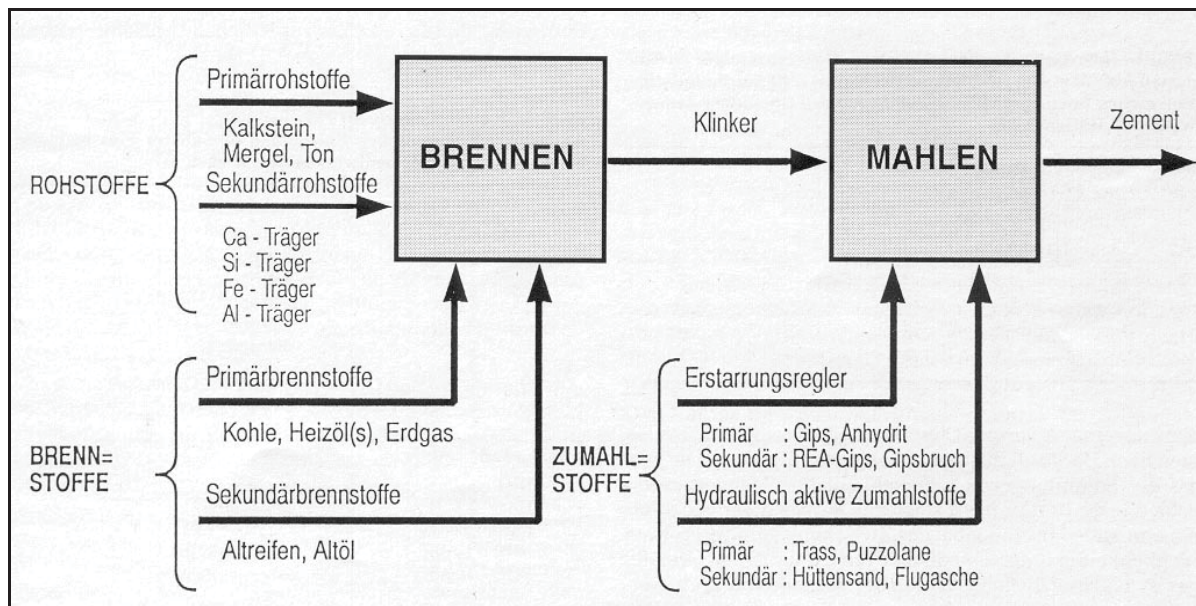 ROHSTOFFE
Primärrohstoffe
Kalkstein,
Mergel, Ton
Sekundärrohstoffe
Ca - Träger
Si - Träger
Fe - Träger
Al - Träger
BRENNEN
Klinker
MAHLEN
Zement
BRENN=
STOFFE
Primärbrennstoffe
Kohle, Heizöl(s), Erdgas
Sekundärbrennstoffe
Altreifen, Altöl
ZUMAHL=
STOFFE
Erstarrungsregler
Primär : Gips, Anhydrit
Sekundär : REA-Gips, Gipsbruch
Hydraulisch aktive Zumahlstoffe
Primär : Trass, Puzzolane
Sekundär : Hüttensand, Flugasche